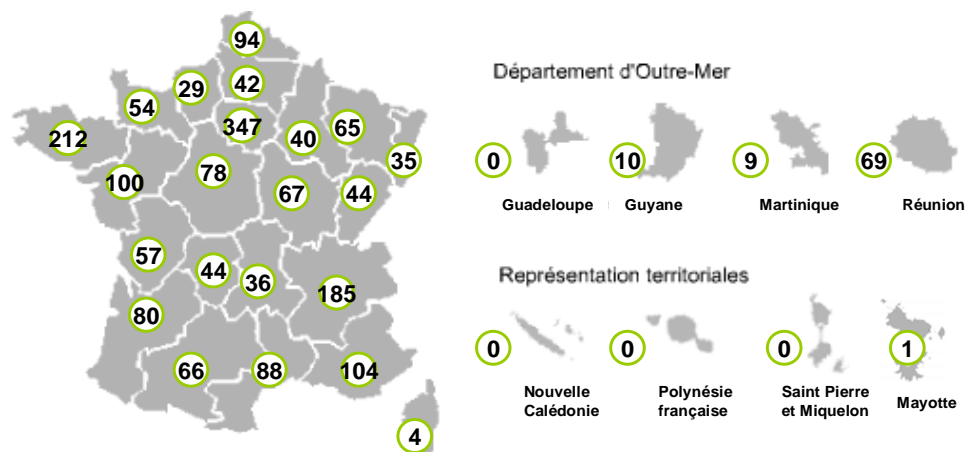 94
42
29
54
347
65
40
212
35
100
78
67
44
57
44
36
185
80
66
88
104
4
Département d'Outre-Mer
0
10
9
69
Guadeloupe
Guyane
Martinique
Réunion
Représentation territoriales
0
0
0
1
Nouvelle
Calédonie
Polynésie
française
Saint Pierre
et Miquelon
Mayotte